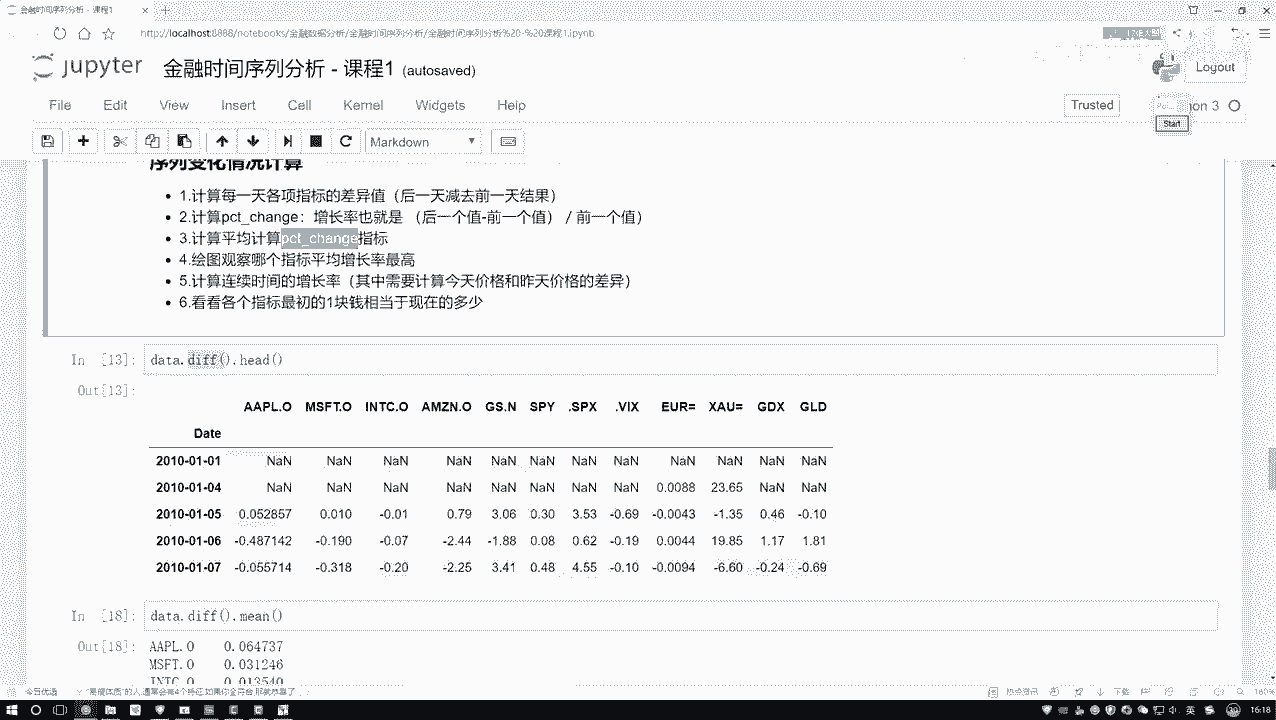 金融时间序列分析 - 课程1
http://localhost:8888/notebooks/金融数据分析/金融时间序列分析/金融时间序列分析%20-%20课程1.ipynb
jupyter 金融时间序列分析 - 课程1 (autosaved)
Logout
File Edit View Insert Cell Kernel Widgets Help
Trusted
on 3
Start
Markdown
序列变化情况计算
1.计算每一天各项指标的差异值（后一天减去前一天结果）
2.计算pct_change：增长率也就是 （后一个值-前一个值）/ 前一个值）
3.计算平均计算pct_change指标
4.绘图观察哪个指标平均增长率最高
5.计算连续时间的增长率（其中需要计算今天价格和昨天价格的差异）
6.看看各个指标最初的1块钱相当于现在的多少
In [13]: data.diff().head()
Out[13]:
AAPL.O MSFT.O INTC.O AMZN.O GS.N SPY .SPX .VIX EUR= XAU= GDX GLD
Date
2010-01-01 NaN NaN NaN NaN NaN NaN NaN NaN NaN NaN NaN NaN
2010-01-04 NaN NaN NaN NaN NaN NaN NaN NaN 0.0088 23.65 NaN NaN
2010-01-05 0.052857 0.010 -0.01 0.79 3.06 0.30 3.53 -0.69 -0.0043 -1.35 0.46 -0.10
2010-01-06 -0.487142 -0.190 -0.07 -2.44 -1.88 0.08 0.62 -0.19 0.0044 19.85 1.17 1.81
2010-01-07 -0.055714 -0.318 -0.20 -2.25 3.41 0.48 4.55 -0.10 -0.0094 -6.60 -0.24 -0.69
In [18]: data.diff().mean()
Out[18]: AAPL.O 0.064737
MSFT.O 0.031246
INTC.O 0.013540
今日优选
热点资讯 下载 160%
英 16:18